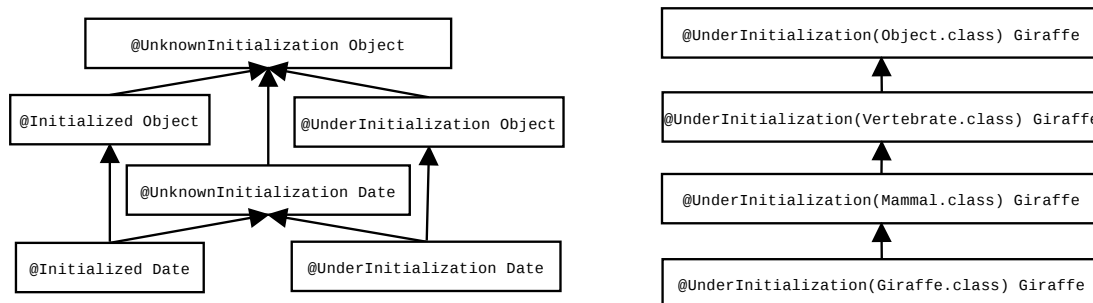 @UnknownInitialization Object
@Initialized Object
@UnderInitialization Object
@UnknownInitialization Date
@Initialized Date
@UnderInitialization Date
@UnderInitialization(Object.class) Giraffe
@UnderInitialization(Vertebrate.class) Giraffe
@UnderInitialization(Mammal.class) Giraffe
@UnderInitialization(Giraffe.class) Giraffe